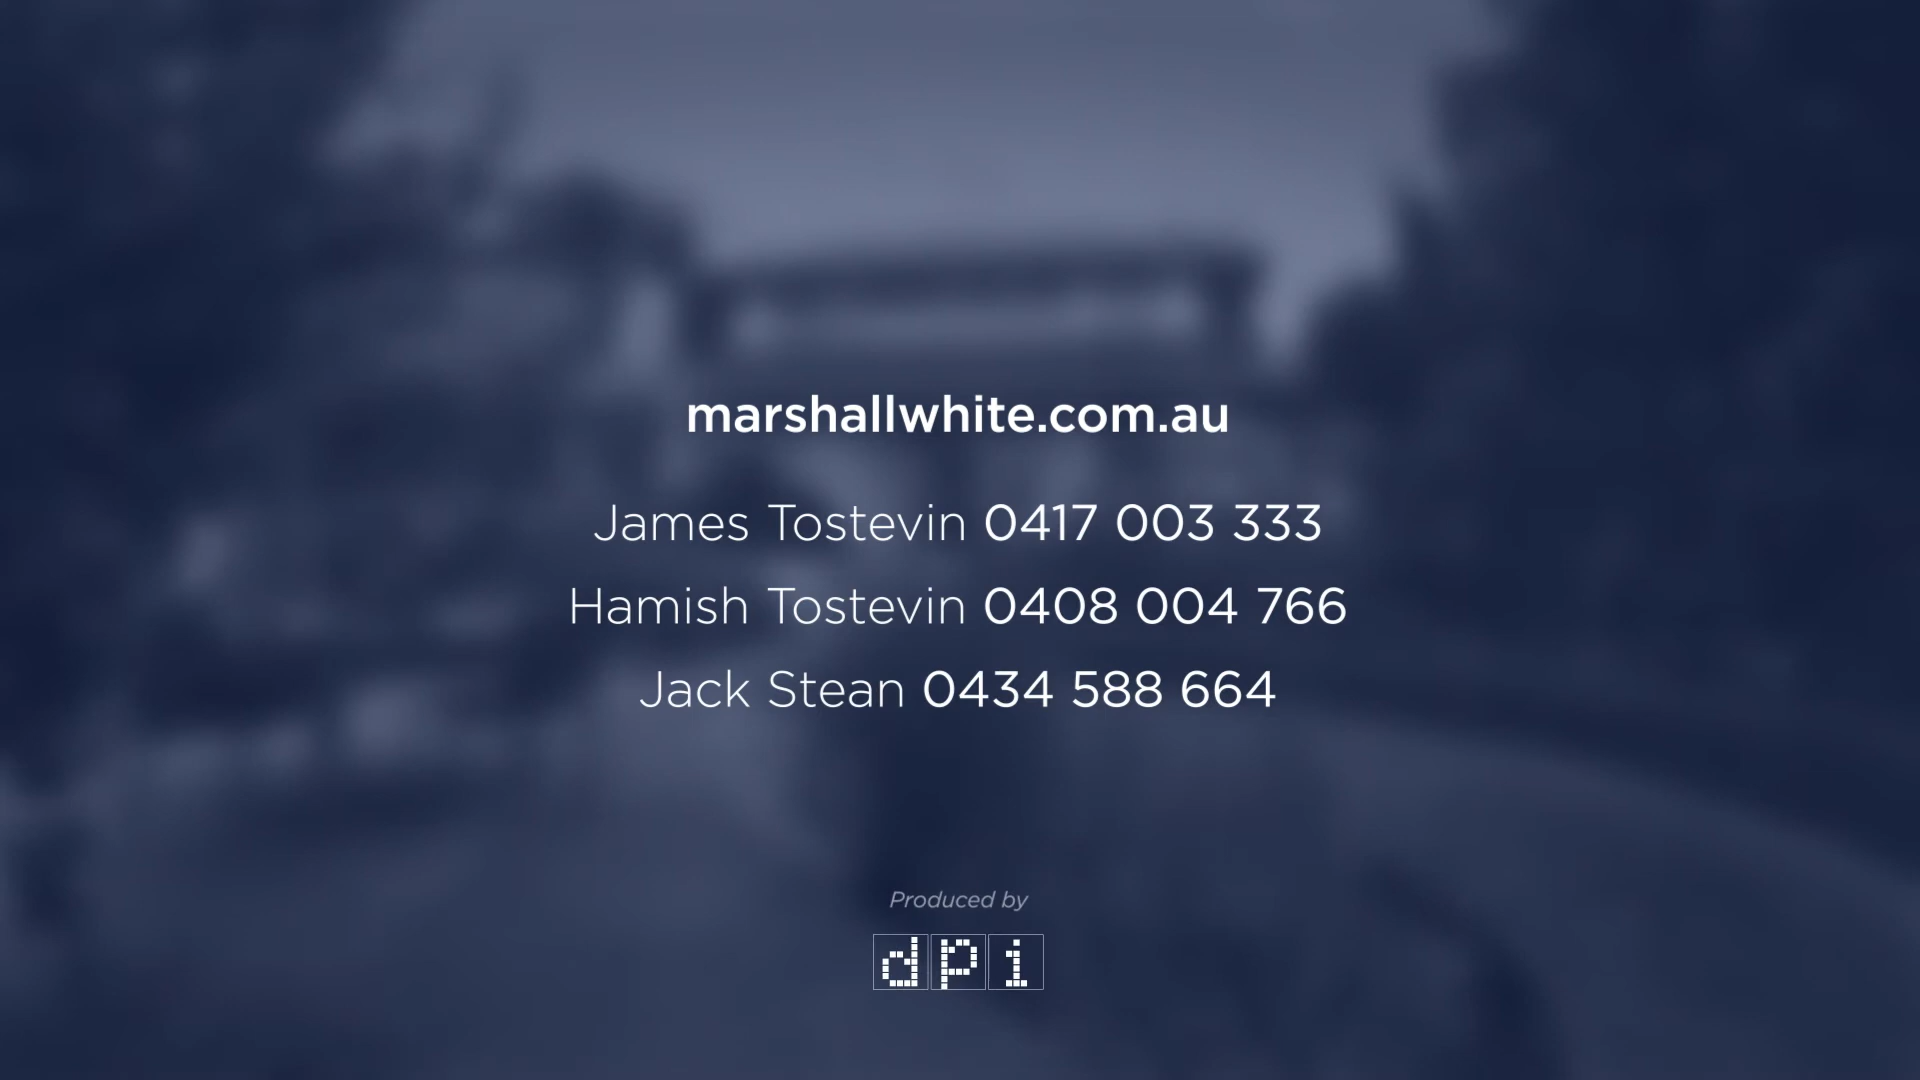 marshallwhite.com.au
James Tostevin 0417 003 333
Hamish Tostevin 0408 004 766
Jack Stean 0434 588 664
Produced by
dpi